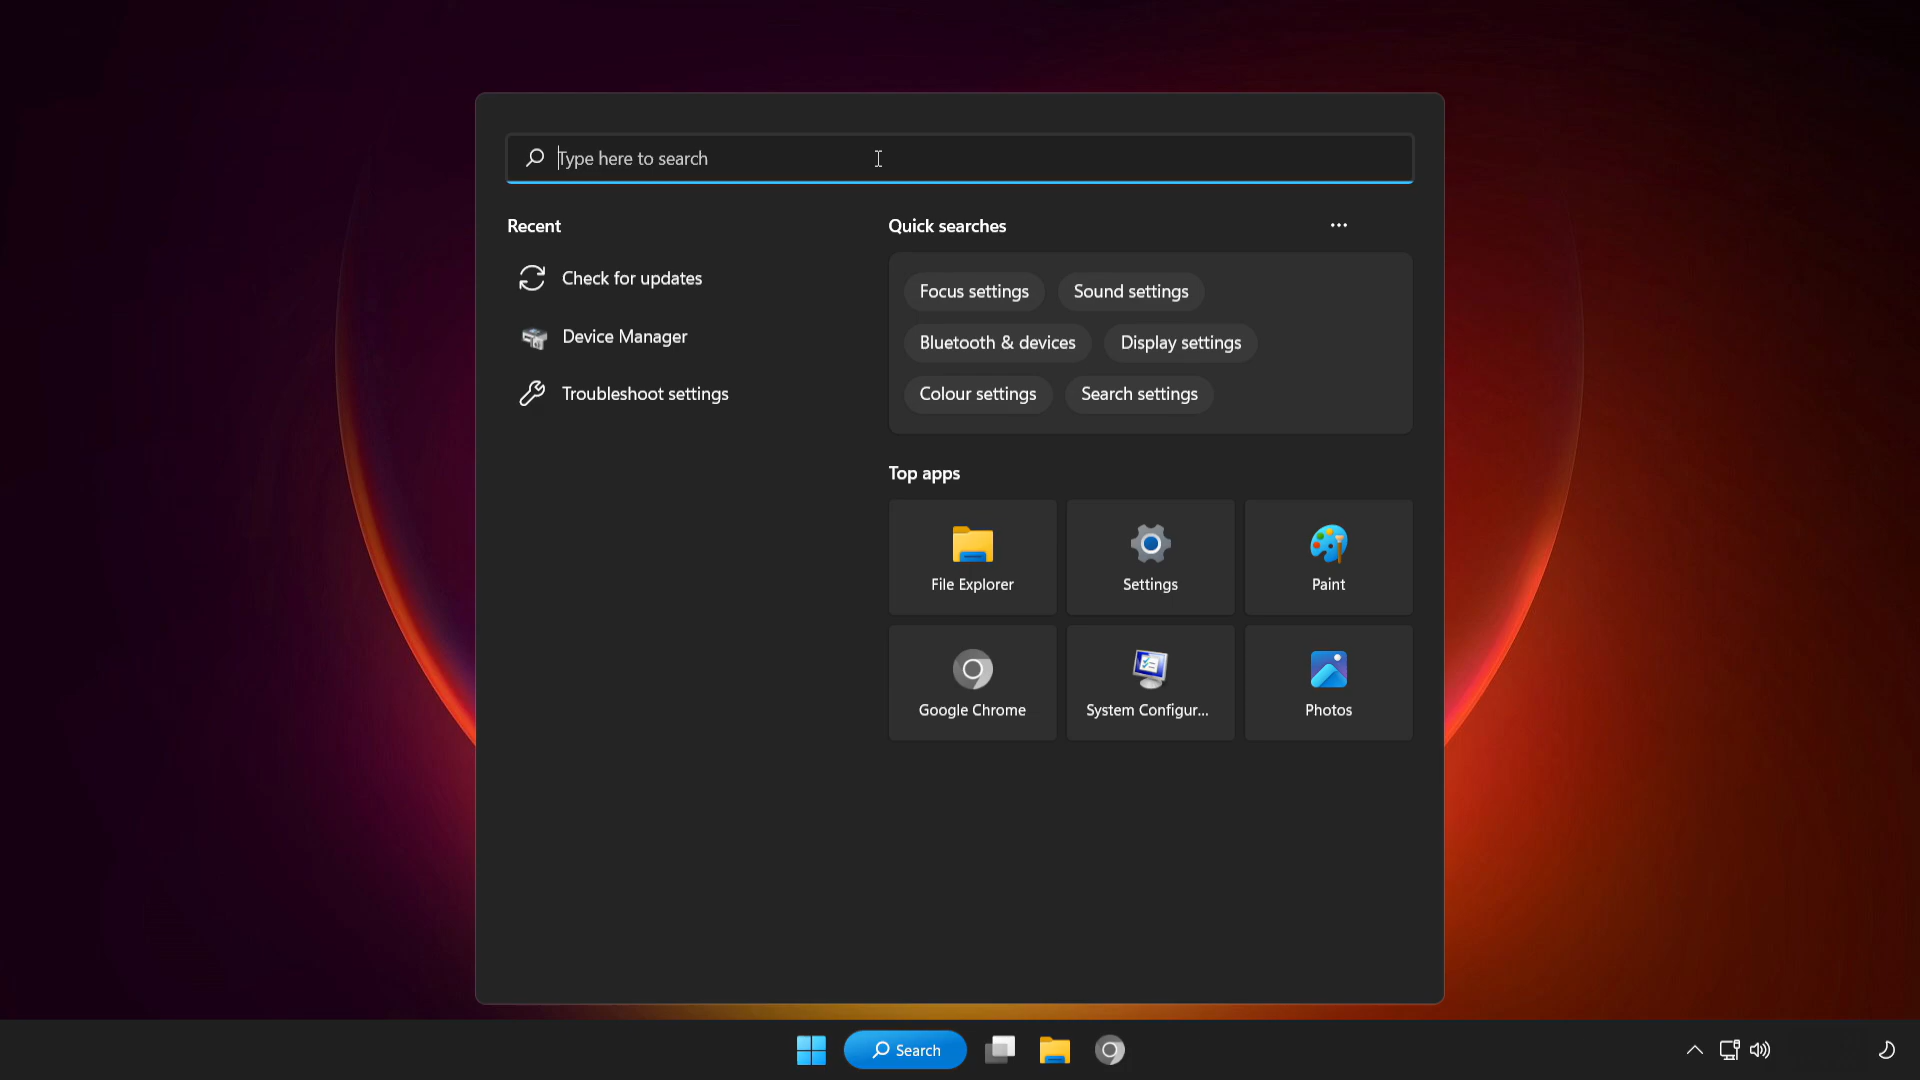 Type here to search
Recent
Check for updates
Device Manager
Troubleshoot settings
Quick searches
Focus settings
Sound settings
Bluetooth & devices
Display settings
Colour settings
Search settings
Top apps
File Explorer
Settings
Paint
Google Chrome
System Configur...
Photos
Search